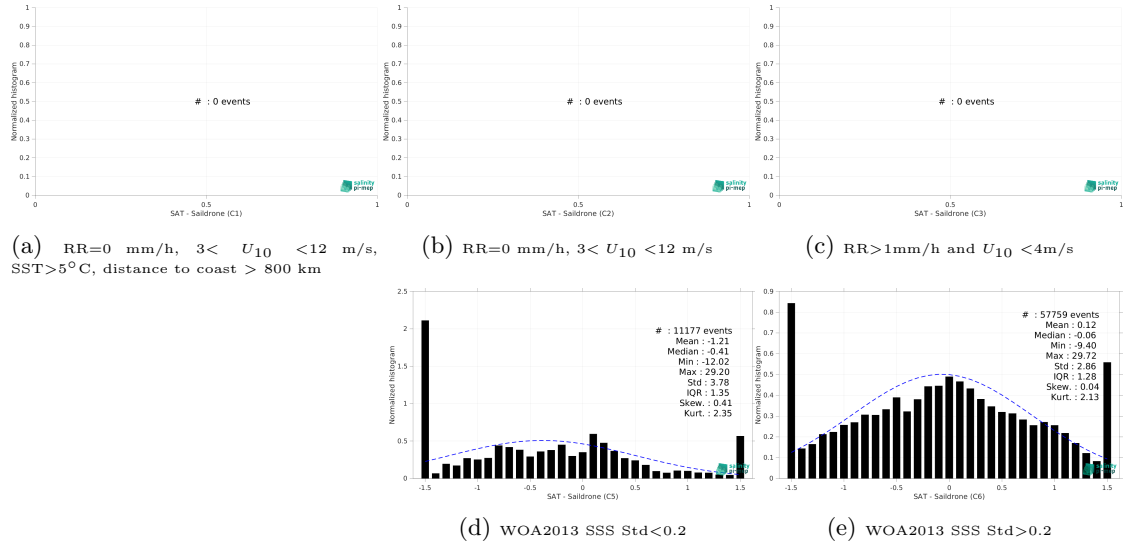 1
0.9
0.8
0.7
0.6
0.5
0.4
0.3
0.2
0.1
0
Normalized histogram
# : 0 events
salinity
pi-mep
0 0.5 1
SAT - Saildrone (C1)
(a) RR=0 mm/h, 3< U10 <12 m/s,
SST>5°C, distance to coast > 800 km
1
0.9
0.8
0.7
0.6
0.5
0.4
0.3
0.2
0.1
0
Normalized histogram
# : 0 events
salinity
pi-mep
0 0.5 1
SAT - Saildrone (C2)
(b) RR=0 mm/h, 3< U10 <12 m/s
1
0.9
0.8
0.7
0.6
0.5
0.4
0.3
0.2
0.1
0
Normalized histogram
# : 0 events
salinity
pi-mep
0 0.5 1
SAT - Saildrone (C3)
(c) RR>1mm/h and U10 <4m/s
2.5
2
1.5
1
0.5
0
Normalized histogram
# : 11177 events
Mean : -1.21
Median : -0.41
Min : -12.02
Max : 29.20
Std : 3.78
IQR : 1.35
Skew. : 0.41
Kurt. : 2.35
salinity
pi-mep
-1.5 -1 -0.5 0 0.5 1 1.5
SAT - Saildrone (C5)
(d) WOA2013 SSS Std<0.2
0.9
0.8
0.7
0.6
0.5
0.4
0.3
0.2
0.1
0
Normalized histogram
# : 57759 events
Mean : 0.12
Median : -0.06
Min : -9.40
Max : 29.72
Std : 2.86
IQR : 1.28
Skew. : 0.04
Kurt. : 2.13
salinity
pi-mep
-1.5 -1 -0.5 0 0.5 1 1.5
SAT - Saildrone (C6)
(e) WOA2013 SSS Std>0.2